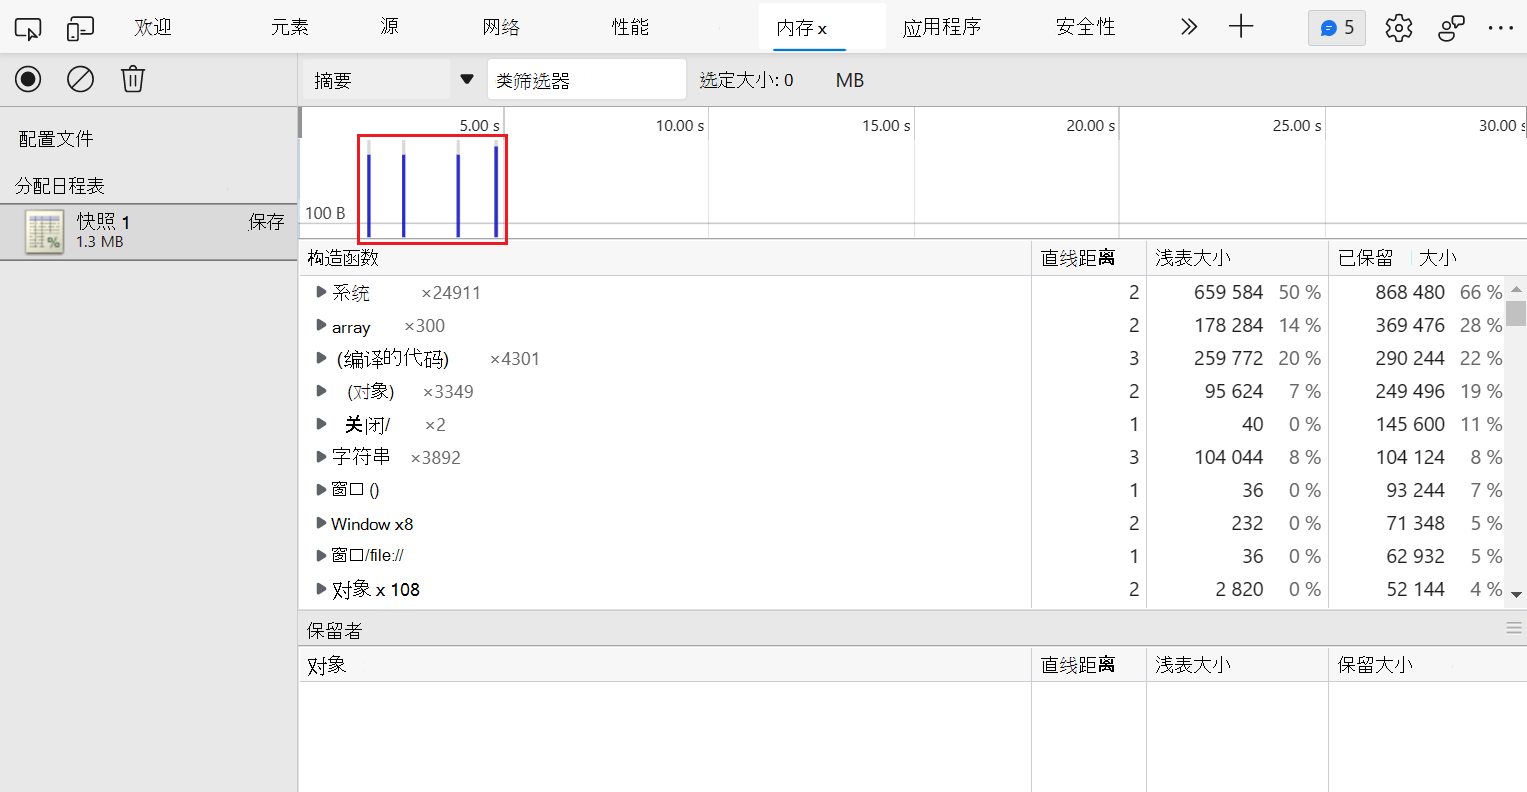 欢迎 元素 源 网络 性能 内存 x 应用程序 安全性 5
摘要 类筛选器 选定大小: 0 MB
配置文件
分配日程表
快照 1 保存
1.3 MB
5.00 s 10.00 s 15.00 s 20.00 s 25.00 s 30.00 s
100 B
构造函数 直线距离 浅表大小 已保留 大小
系统 ×24911 2 659 584 50 % 868 480 66 %
array ×300 2 178 284 14 % 369 476 28 %
(编译的代码) ×4301 3 259 772 20 % 290 244 22 %
(对象) ×3349 2 95 624 7 % 249 496 19 %
关闭/ ×2 1 40 0 % 145 600 11 %
字符串 ×3892 3 104 044 8 % 104 124 8 %
窗口 () 1 36 0 % 93 244 7 %
Window x8 2 232 0 % 71 348 5 %
窗口/file:// 1 36 0 % 62 932 5 %
对象 x 108 2 2 820 0 % 52 144 4 %
保留者
对象 直线距离 浅表大小 保留大小